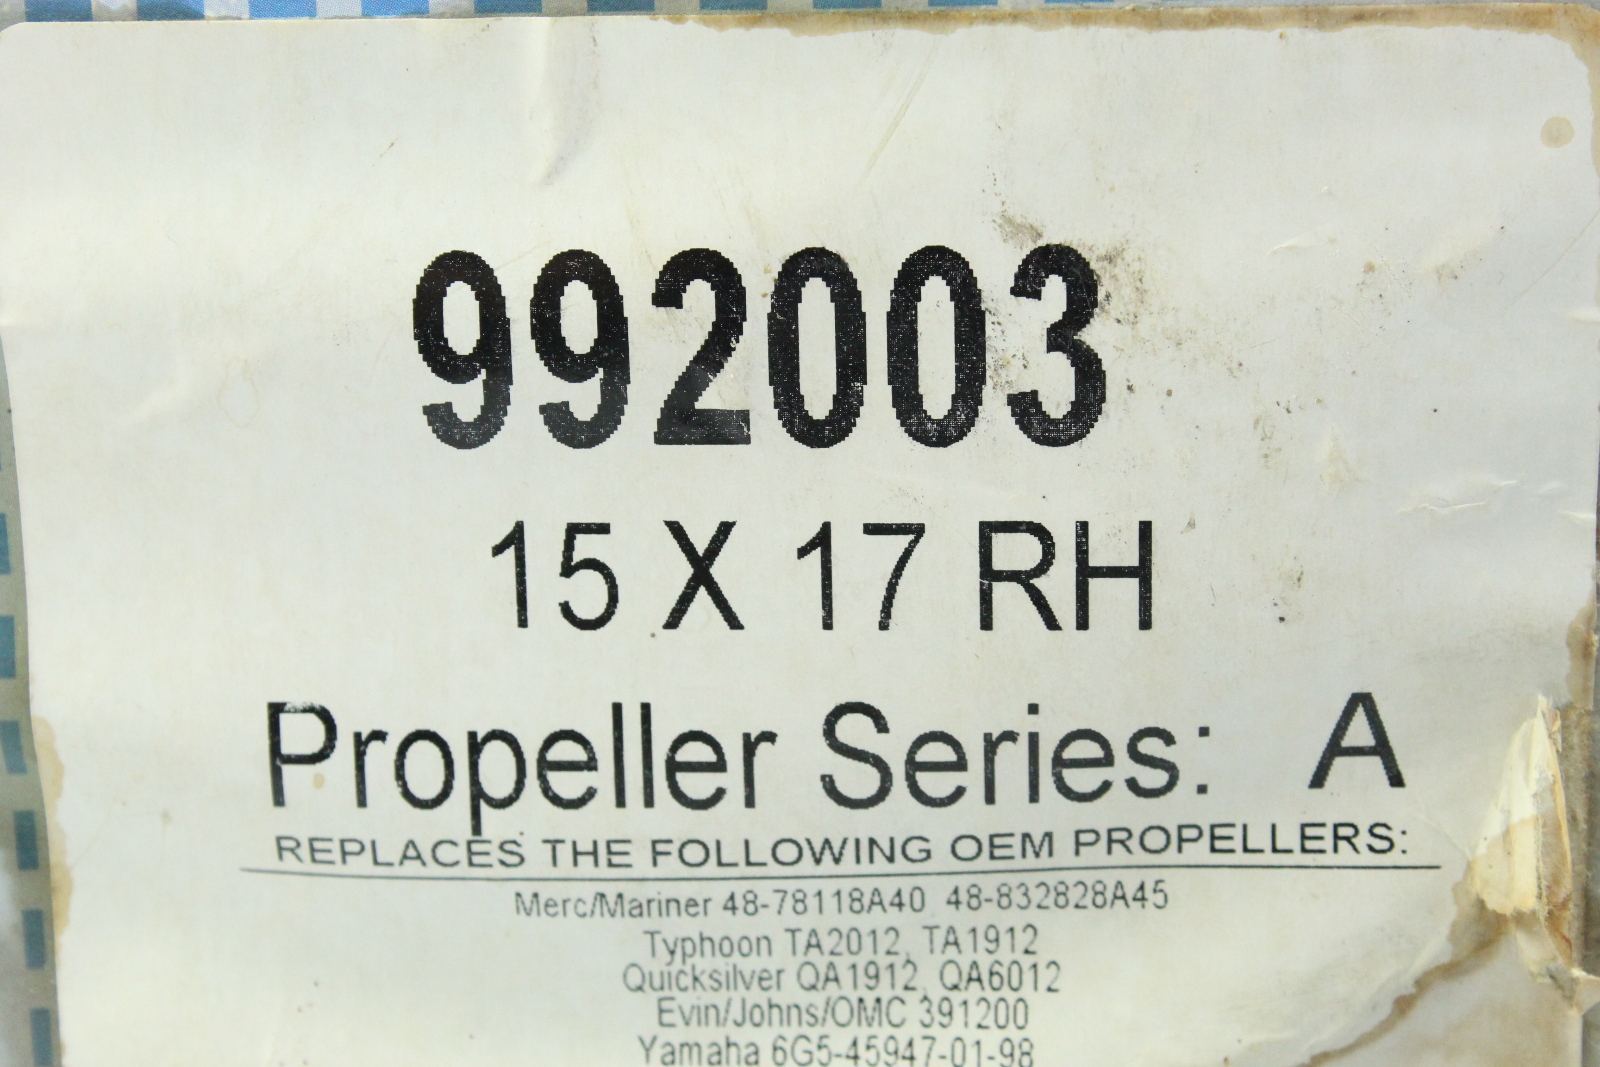 992003
15 X 17 RH
Propeller Series: A
REPLACES THE FOLLOWING OEM PROPELLERS:
Merc/Mariner 48-78118A40 48-832828A45
Typhoon TA2012, TA1912
Quicksilver QA1912, QA6012
Evin/Johns/OMC 391200
Yamaha 6G5-45947-01-98